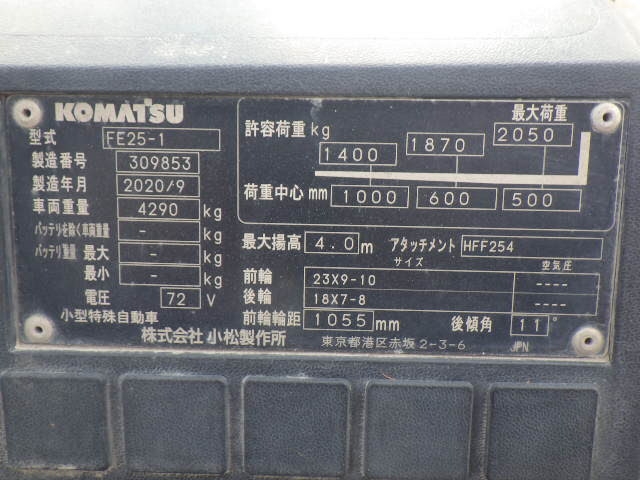 KOMATSU
型式 FE25-1
製造番号 309853
製造年月 2020/9
車両重量 4290 kg
バッテリを除く車両重量 - kg
バッテリ重量 最大 - kg
最小 - kg
電圧 72 V
小型特殊自動車
株式会社 小松製作所
最大荷重
許容荷重 kg 1400 1870 2050
荷重中心 mm 1000 600 500
最大揚高 4.0 m アタッチメント HFF254
サイズ 空気圧
前輪 23X9-10 ----
後輪 18X7-8 ----
前輪輪距 1055 mm 後傾角 11°
東京都港区赤坂 2-3-6 JPN